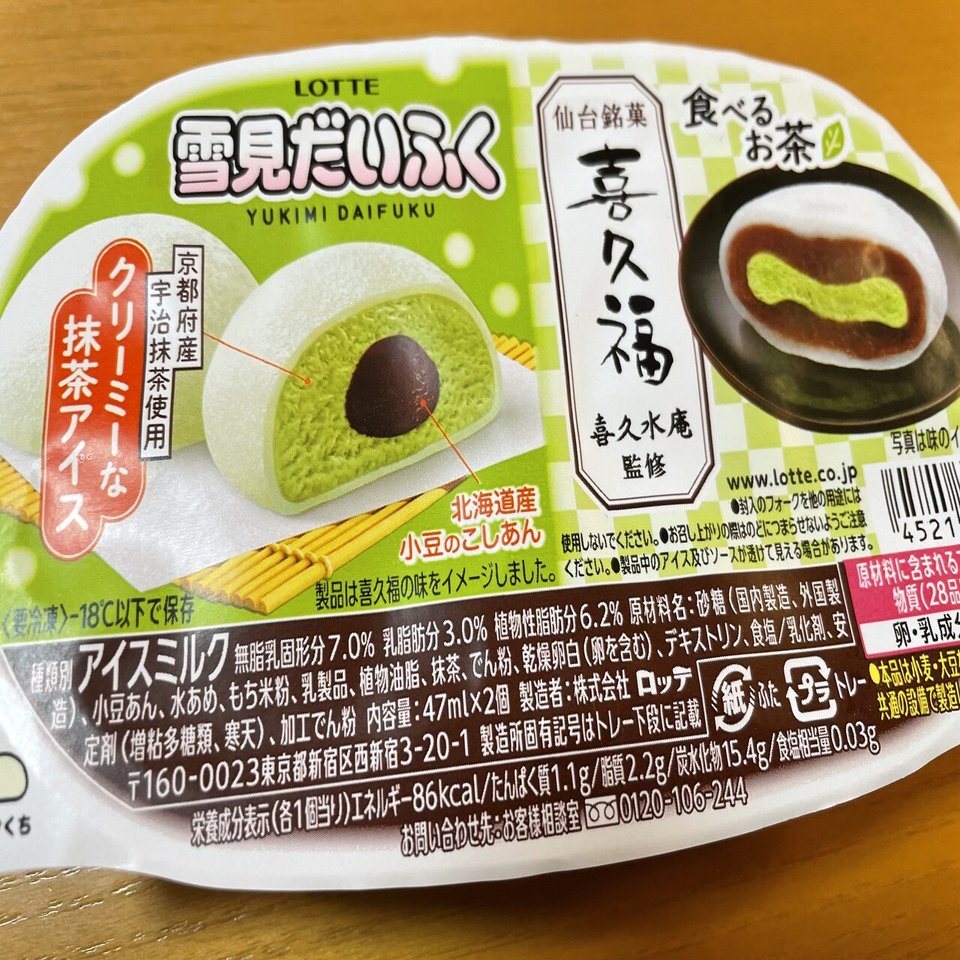 LOTTE
雪見だいふく
YUKIMI DAIFUKU
京都府産
宇治抹茶使用
クリーミーな
抹茶アイス
北海道産
小豆のこしあん
製品は喜久福の味をイメージしました。
〈要冷凍〉-18℃以下で保存
仙台銘菓
喜久福
喜久水庵
監修
食べる
お茶
写真は味のイ
www.lotte.co.jp
●封入のフォークを他の用途には
使用しないでください。●お召し上がりの際はのどにつまらせないようご注意
ください。●製品中のアイス及びソースが透けて見える場合があります。
4521
原材料に含まれる
物質(28品
卵・乳成分
●本品は小麦・大豆
共通の設備で製造
種類別 アイスミルク 無脂乳固形分7.0% 乳脂肪分3.0% 植物性脂肪分6.2% 原材料名：砂糖(国内製造、外国製
造)、小豆あん、水あめ、もち米粉、乳製品、植物油脂、抹茶、でん粉、乾燥卵白(卵を含む)、デキストリン、食塩/乳化剤、安
定剤(増粘多糖類、寒天)、加工でん粉 内容量：47ml×2個 製造者：株式会社 ロッテ
〒160-0023東京都新宿区西新宿3-20-1 製造所固有記号はトレー下段に記載
紙 ふた プラ トレー
栄養成分表示(各1個当り)エネルギー86kcal/たんぱく質1.1g/脂質2.2g/炭水化物15.4g/食塩相当量0.03g
お問い合わせ先：お客様相談室 0120-106-244
くち